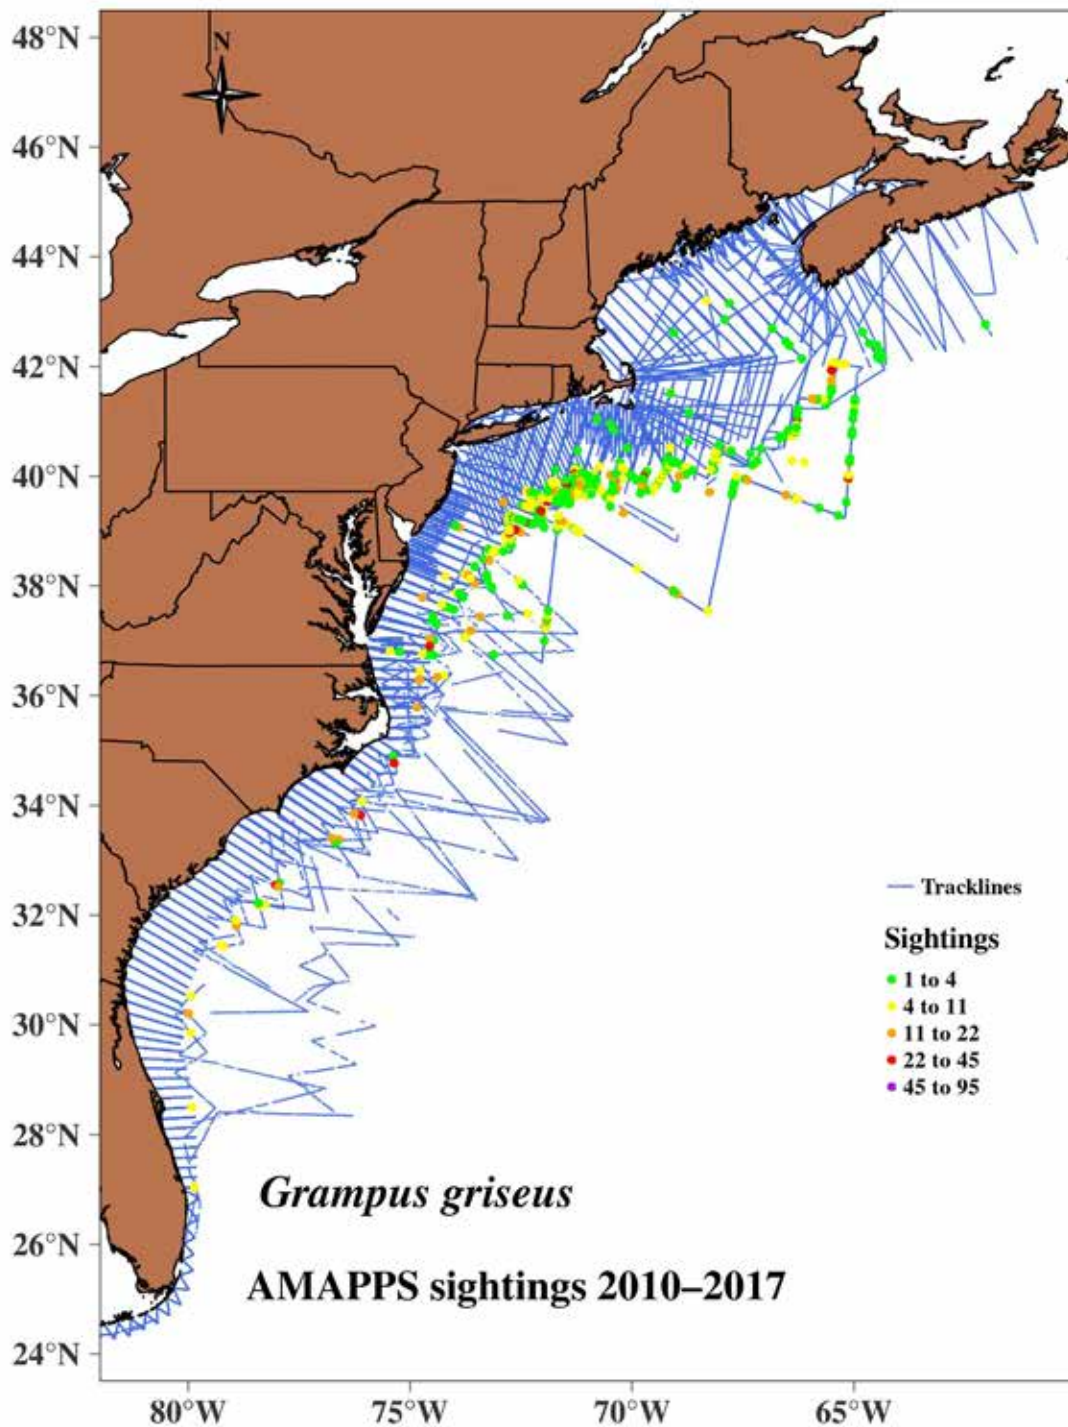 48°N
N
46°N
44°N
42°N
40°N
38°N
36°N
34°N
32°N
30°N
28°N
26°N
24°N
Tracklines
Sightings
1 to 4
4 to 11
11 to 22
22 to 45
45 to 95
Grampus griseus
AMAPPS sightings 2010–2017
80°W
75°W
70°W
65°W